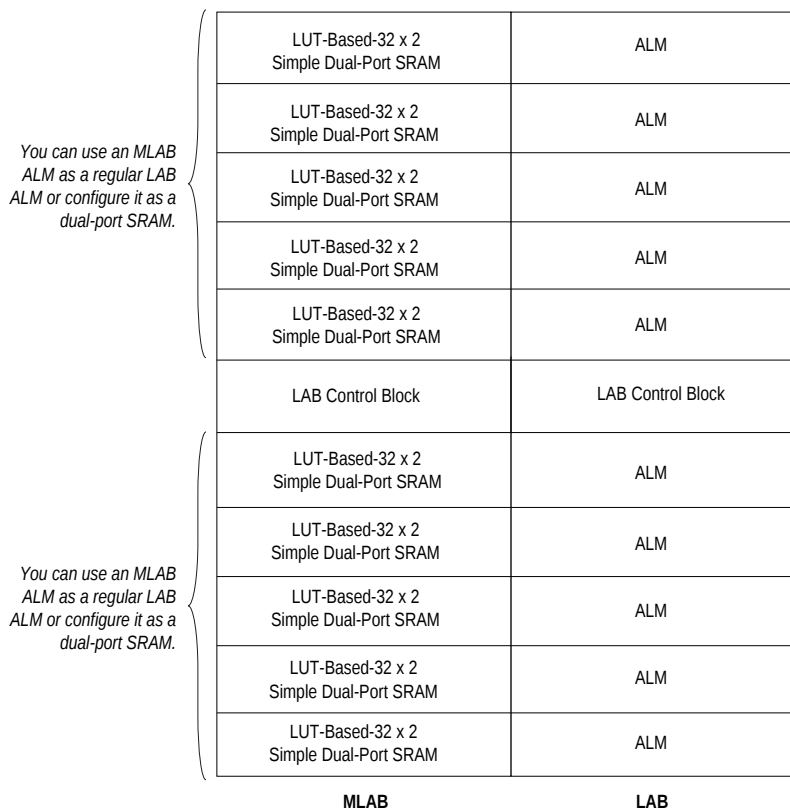 LUT-Based-32 x 2
Simple Dual-Port SRAM
ALM
LUT-Based-32 x 2
Simple Dual-Port SRAM
ALM
You can use an MLAB
ALM as a regular LAB
ALM or configure it as a
dual-port SRAM.
LUT-Based-32 x 2
Simple Dual-Port SRAM
ALM
LUT-Based-32 x 2
Simple Dual-Port SRAM
ALM
LUT-Based-32 x 2
Simple Dual-Port SRAM
ALM
LAB Control Block
LAB Control Block
LUT-Based-32 x 2
Simple Dual-Port SRAM
ALM
LUT-Based-32 x 2
Simple Dual-Port SRAM
ALM
You can use an MLAB
ALM as a regular LAB
ALM or configure it as a
dual-port SRAM.
LUT-Based-32 x 2
Simple Dual-Port SRAM
ALM
LUT-Based-32 x 2
Simple Dual-Port SRAM
ALM
LUT-Based-32 x 2
Simple Dual-Port SRAM
ALM
MLAB
LAB